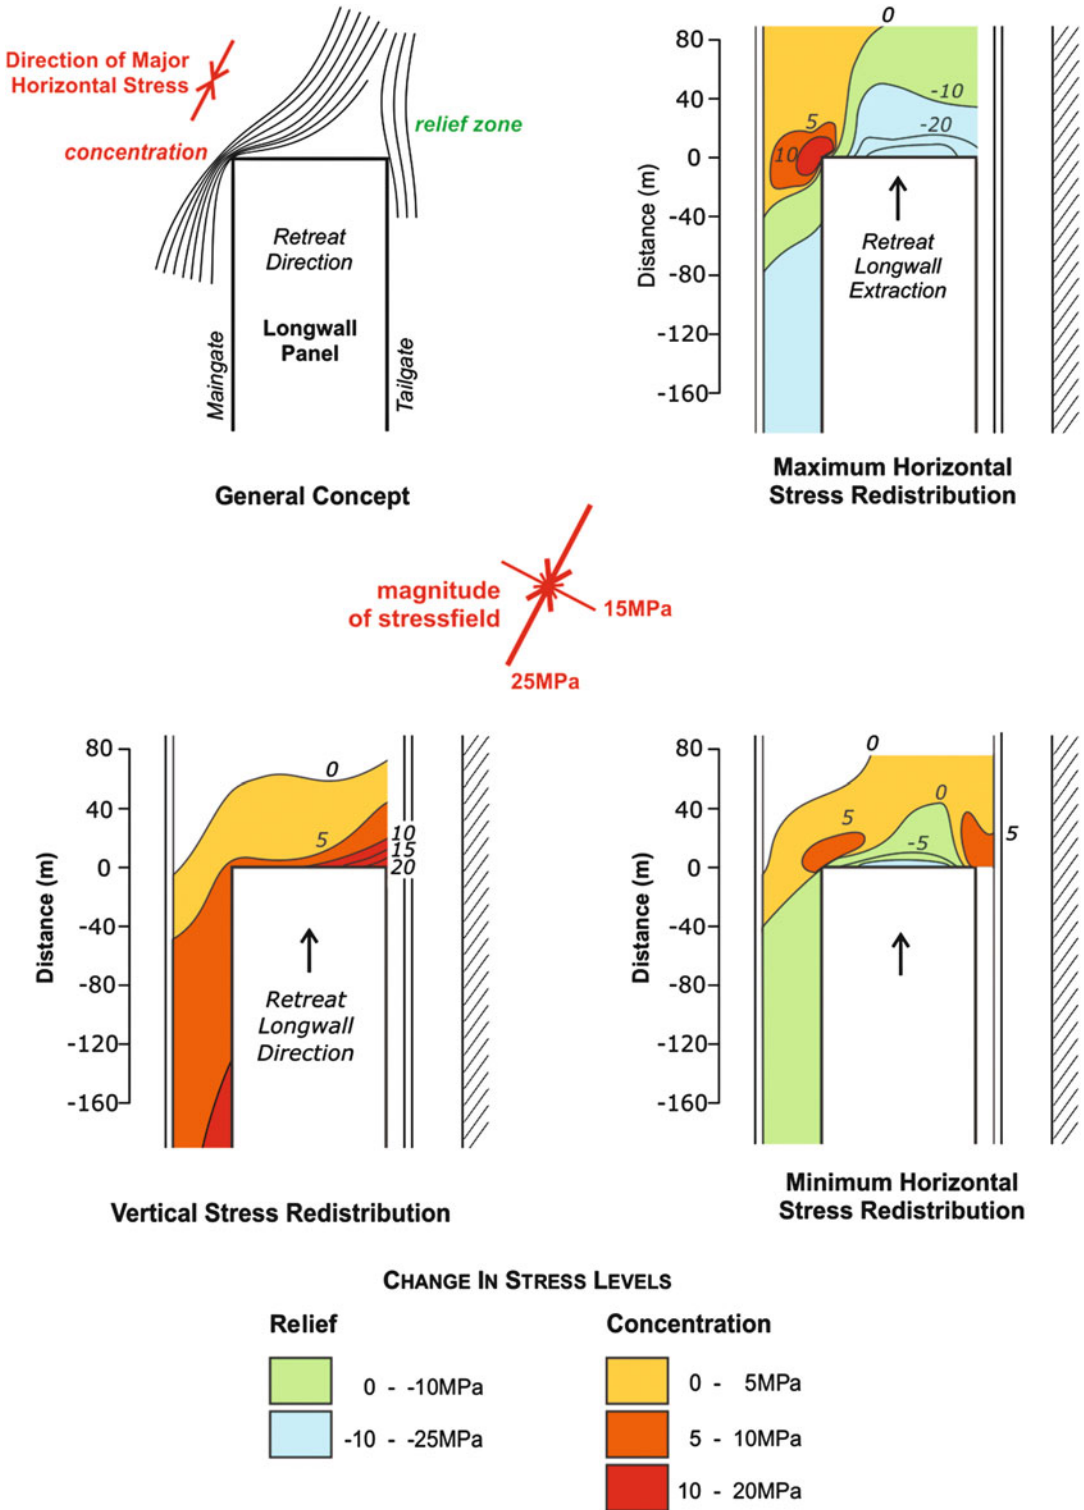 Direction of Major
Horizontal Stress
concentration
relief zone
Retreat
Direction
Longwall
Panel
Maingate
Tailgate
General Concept
0
80
40
0
-40
-80
-120
-160
Distance (m)
5
10
-10
-20
Retreat
Longwall
Extraction
Maximum Horizontal
Stress Redistribution
magnitude
of stressfield
15MPa
25MPa
80
40
0
-40
-80
-120
-160
Distance (m)
0
5
10
15
20
Retreat
Longwall
Direction
Vertical Stress Redistribution
80
40
0
-40
-80
-120
-160
Distance (m)
0
0
5
-5
5
Minimum Horizontal
Stress Redistribution
CHANGE IN STRESS LEVELS
Relief
0 - -10MPa
-10 - -25MPa
Concentration
0 - 5MPa
5 - 10MPa
10 - 20MPa